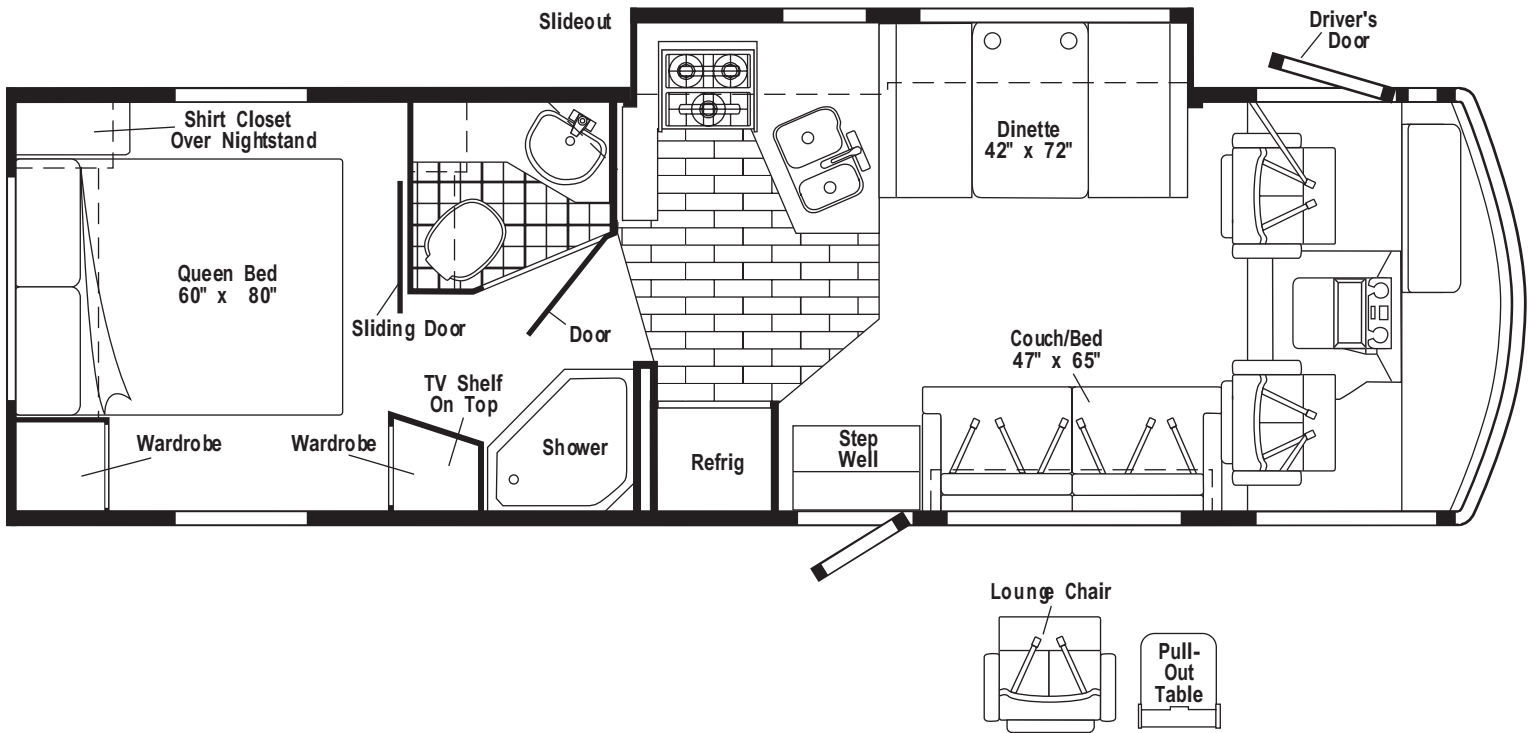 Slideout
Driver's
Door
Shirt Closet
Over Nightstand
Dinette
42" x 72"
Queen Bed
60" x 80"
Sliding Door
Door
Couch/Bed
47" x 65"
TV Shelf
On Top
Wardrobe
Wardrobe
Shower
Refrig
Step
Well
Lounge Chair
Pull-
Out
Table